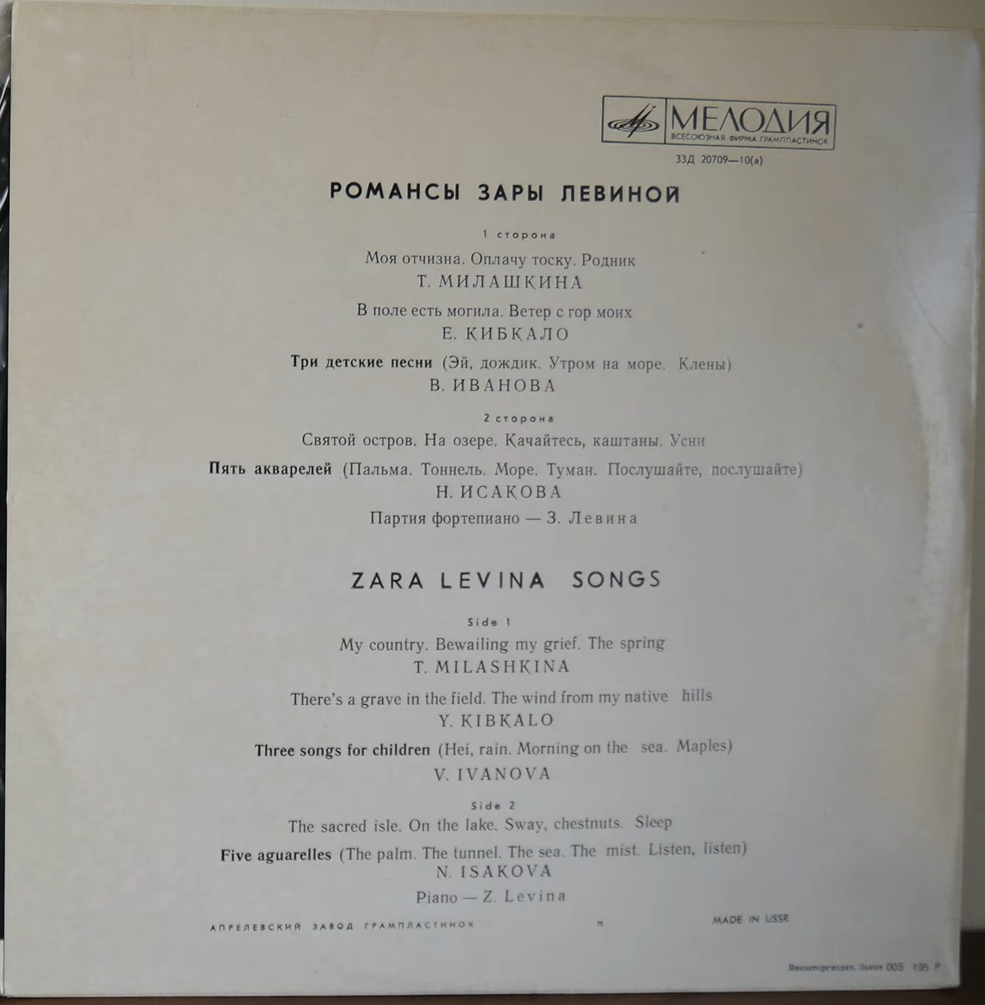 МЕЛОДИЯ
ВСЕСОЮЗНАЯ ФИРМА ГРАМПЛАСТИНОК
33Д 20709—10(а)
РОМАНСЫ ЗАРЫ ЛЕВИНОЙ
1 сторона
Моя отчизна. Оплачу тоску. Родник
Т. МИЛАШКИНА
В поле есть могила. Ветер с гор моих
Е. КИБКАЛО
Три детские песни (Эй, дождик. Утром на море. Клены)
В. ИВАНОВА
2 сторона
Святой остров. На озере. Качайтесь, каштаны. Усни
Пять акварелей (Пальма. Тоннель. Море. Туман. Послушайте, послушайте)
Н. ИСАКОВА
Партия фортепиано — З. Левина
ZARA LEVINA SONGS
Side 1
My country. Bewailing my grief. The spring
T. MILASHKINA
There's a grave in the field. The wind from my native hills
Y. KIBKALO
Three songs for children (Hei, rain. Morning on the sea. Maples)
V. IVANOVA
Side 2
The sacred isle. On the lake. Sway, chestnuts. Sleep
Five aguarelles (The palm. The tunnel. The sea. The mist. Listen, listen)
N. ISAKOVA
Piano — Z. Levina
АПРЕЛЕВСКИЙ ЗАВОД ГРАМПЛАСТИНОК п MADE IN USSR
Заказ 005 195 Р